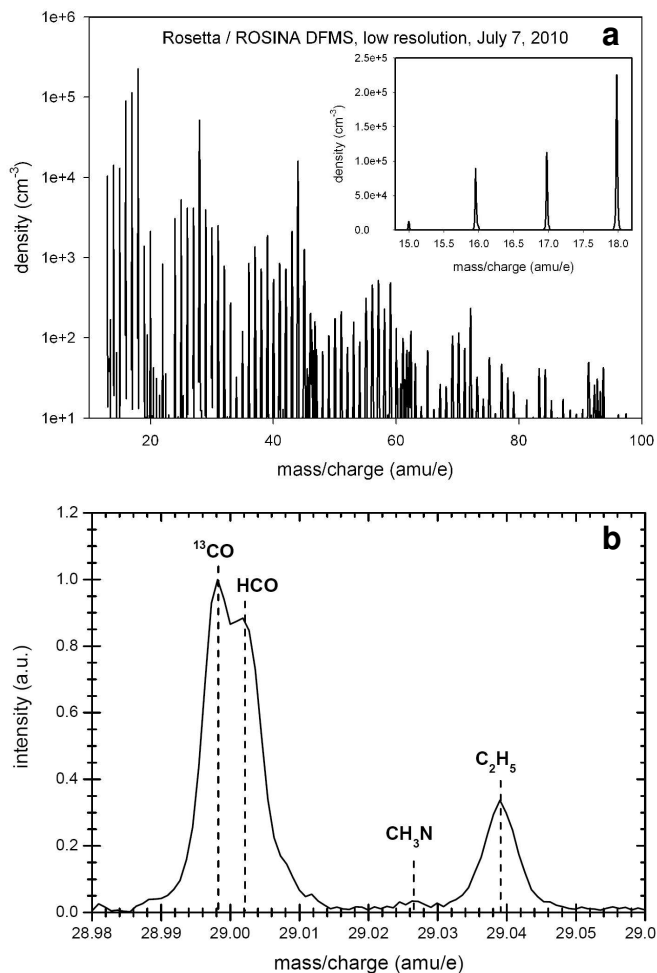 Rosetta / ROSINA DFMS, low resolution, July 7, 2010
a
1e+6
1e+5
1e+4
1e+3
1e+2
1e+1
density (cm⁻³)
20
40
60
80
100
mass/charge (amu/e)
2.5e+5
2.0e+5
1.5e+5
1.0e+5
5.0e+4
0.0
density (cm⁻³)
15.0
15.5
16.0
16.5
17.0
17.5
18.0
mass/charge (amu/e)
b
1.2
1.0
0.8
0.6
0.4
0.2
0.0
intensity (a.u.)
¹³CO
HCO
CH₃N
C₂H₅
28.98
28.99
29.00
29.01
29.02
29.03
29.04
29.05
29.0
mass/charge (amu/e)